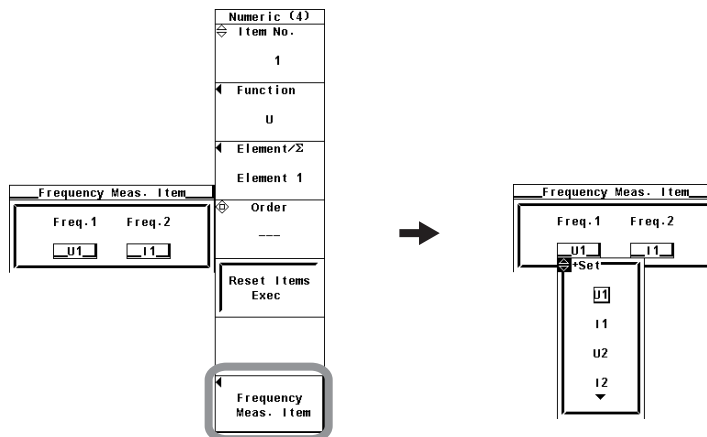 Numeric (4)
Item No.
1
Function
U
Element/Σ
Element 1
Order
---
Reset Items
Exec
Frequency
Meas. Item
Frequency Meas. Item
Freq.1 Freq.2
U1 I1
Frequency Meas. Item
Freq.1 Freq.2
U1 I1
+Set
U1
I1
U2
I2